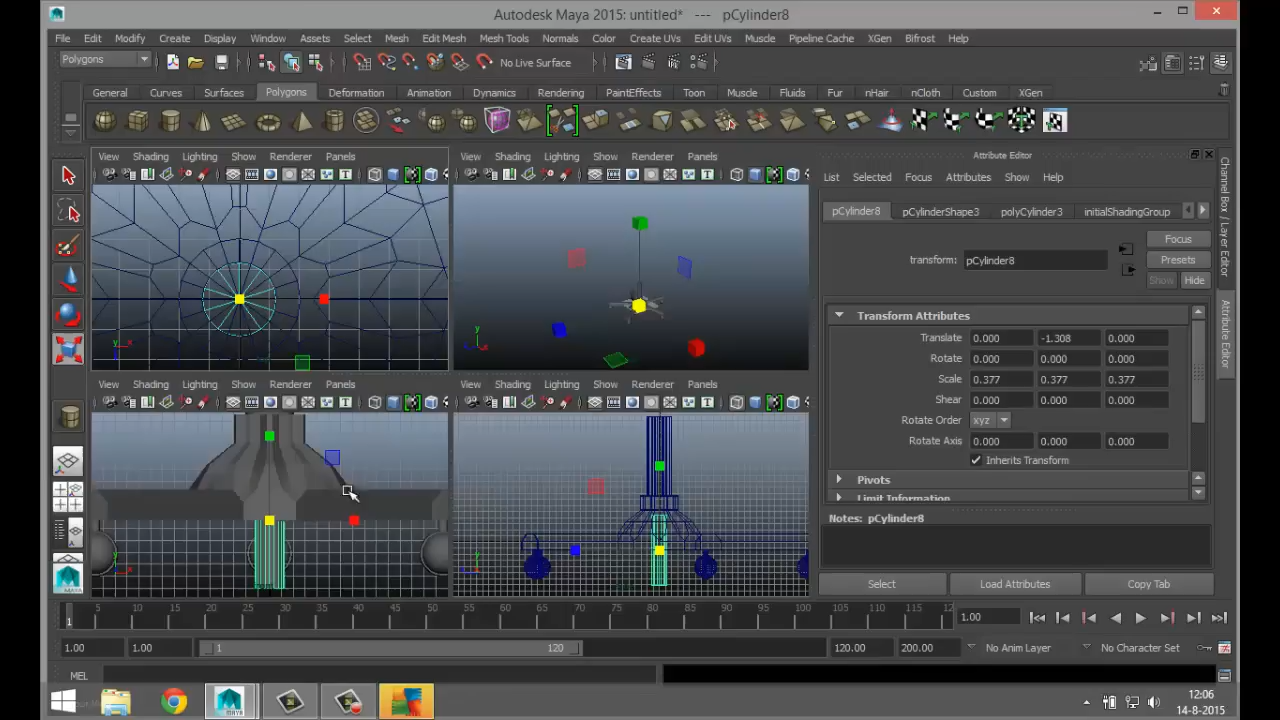 Autodesk Maya 2015: untitled* --- pCylinder8
File Edit Modify Create Display Window Assets Select Mesh Edit Mesh Mesh Tools Normals Color Create UVs Edit UVs Muscle Pipeline Cache XGen Bifrost Help
Polygons No Live Surface
General Curves Surfaces Polygons Deformation Animation Dynamics Rendering PaintEffects Toon Muscle Fluids Fur nHair nCloth Custom XGen
View Shading Lighting Show Renderer Panels
View Shading Lighting Show Renderer Panels
Attribute Editor
List Selected Focus Attributes Show Help
pCylinder8 pCylinderShape3 polyCylinder3 initialShadingGroup
Focus
transform: pCylinder8 Presets
Show Hide
Transform Attributes
Translate 0.000 -1.308 0.000
Rotate 0.000 0.000 0.000
Scale 0.377 0.377 0.377
Shear 0.000 0.000 0.000
Rotate Order xyz
Rotate Axis 0.000 0.000 0.000
Inherits Transform
Pivots
Limit Information
Notes: pCylinder8
Select Load Attributes Copy Tab
Channel Box / Layer Editor
Attribute Editor
View Shading Lighting Show Renderer Panels
View Shading Lighting Show Renderer Panels
5 10 15 20 25 30 35 40 45 50 55 60 65 70 75 80 85 90 95 100 105 110 115 12
1
1.00
1.00 1.00 1 120 120.00 200.00 No Anim Layer No Character Set
MEL
12:06
14-8-2015